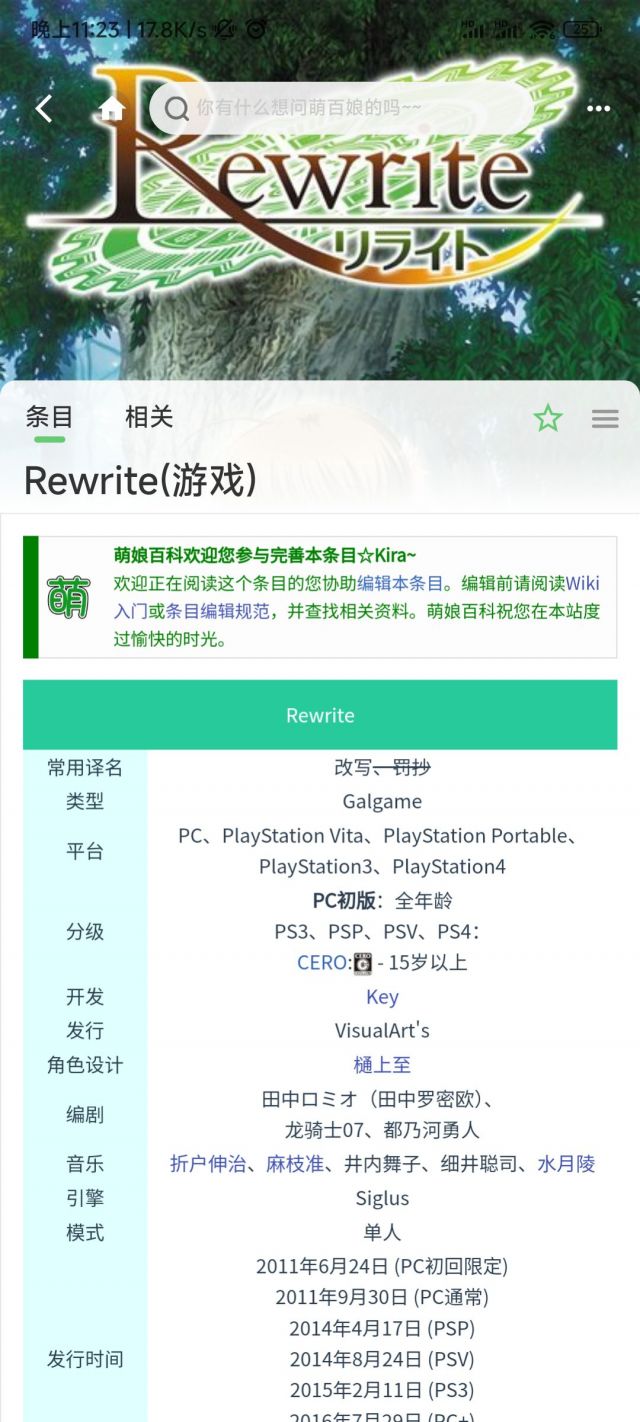 晚上11:23 | 17.8K/s
HD HD 25
Rewrite
リライト
你有什么想问萌百娘的吗~~
条目 相关
Rewrite(游戏)
萌娘百科欢迎您参与完善本条目☆Kira~
萌
欢迎正在阅读这个条目的您协助编辑本条目。编辑前请阅读Wiki
入门或条目编辑规范，并查找相关资料。萌娘百科祝您在本站度
过愉快的时光。
Rewrite
常用译名 改写、罚抄
类型 Galgame
平台 PC、PlayStation Vita、PlayStation Portable、
PlayStation3、PlayStation4
分级 PC初版：全年龄
PS3、PSP、PSV、PS4：
CERO: - 15岁以上
开发 Key
发行 VisualArt's
角色设计 樋上至
编剧 田中ロミオ（田中罗密欧）、
龙骑士07、都乃河勇人
音乐 折户伸治、麻枝准、井内舞子、细井聪司、水月陵
引擎 Siglus
模式 单人
发行时间 2011年6月24日 (PC初回限定)
2011年9月30日 (PC通常)
2014年4月17日 (PSP)
2014年8月24日 (PSV)
2015年2月11日 (PS3)
2016年7月29日 (PC+)